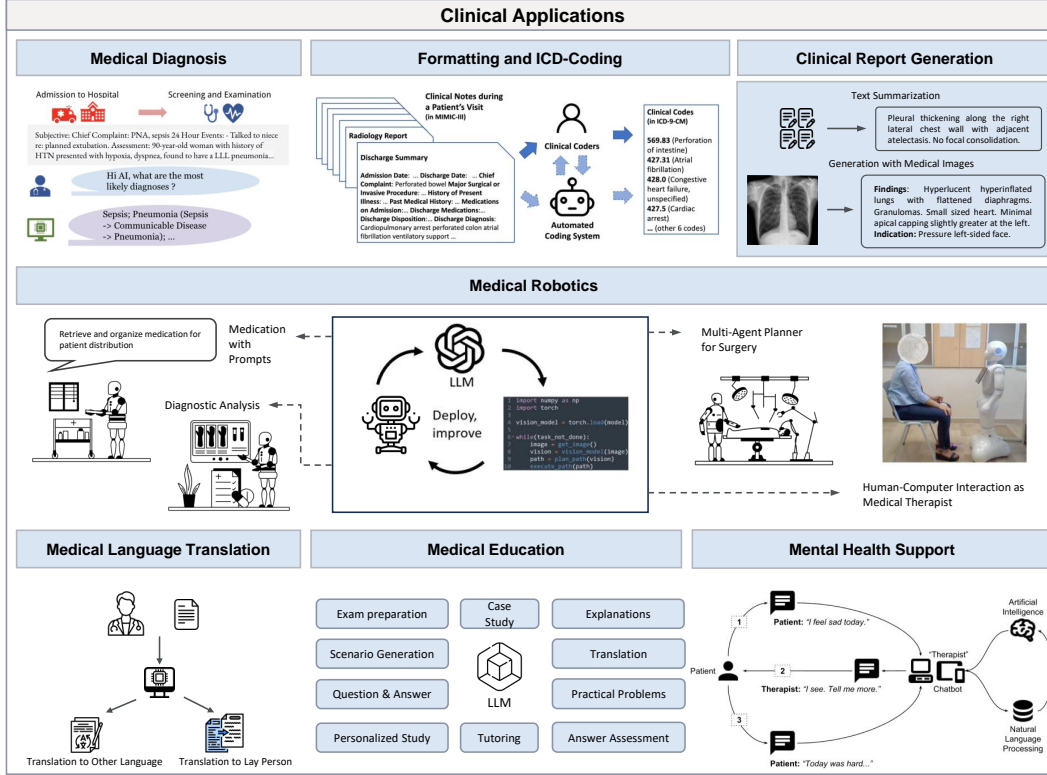 Clinical Applications
Medical Diagnosis
Admission to Hospital
Screening and Examination
Subjective: Chief Complaint: PNA, sepsis 24 Hour Events: - Talked to niece
re: planned extubation. Assessment: 90-year-old woman with history of
HTN presented with hypoxia, dyspnea, found to have a LLL pneumonia...
Hi AI, what are the most
likely diagnoses ?
Sepsis; Pneumonia (Sepsis
-> Communicable Disease
-> Pneumonia); ...
Formatting and ICD-Coding
Clinical Notes during
a Patient's Visit
(in MIMIC-III)
Radiology Report
Discharge Summary
Admission Date: ... Discharge Date: ... Chief
Complaint: Perforated bowel Major Surgical or
Invasive Procedure: ... History of Present
Illness: ... Past Medical History: ... Medications
on Admission:... Discharge Medications:...
Discharge Disposition:... Discharge Diagnosis:
Cardiopulmonary arrest perforated colon atrial
fibrillation ventilatory support ...
Clinical Coders
Automated
Coding System
Clinical Codes
(in ICD-9-CM)
569.83 (Perforation
of intestine)
427.31 (Atrial
fibrillation)
428.0 (Congestive
heart failure,
unspecified)
427.5 (Cardiac
arrest)
... (other 6 codes)
Clinical Report Generation
Text Summarization
Pleural thickening along the right
lateral chest wall with adjacent
atelectasis. No focal consolidation.
Generation with Medical Images
Findings: Hyperlucent hyperinflated
lungs with flattened diaphragms.
Granulomas. Small sized heart. Minimal
apical capping slightly greater at the left.
Indication: Pressure left-sided face.
Medical Robotics
Retrieve and organize medication for
patient distribution
Medication
with
Prompts
Diagnostic Analysis
LLM
Deploy,
improve
1 import numpy as np
2 import torch
3
4 vision_model = torch.load(model)
5
6 while(task_not_done):
7 image = get_image()
8 vision = vision_model(image)
9 path = plan_path(vision)
10 execute_path(path)
Multi-Agent Planner
for Surgery
Human-Computer Interaction as
Medical Therapist
Medical Language Translation
Translation to Other Language
Translation to Lay Person
Medical Education
Exam preparation
Case
Study
Explanations
Scenario Generation
Translation
Question & Answer
LLM
Practical Problems
Personalized Study
Tutoring
Answer Assessment
Mental Health Support
1
Patient: "I feel sad today."
Patient
2
Therapist: "I see. Tell me more."
3
Patient: "Today was hard..."
"Therapist"
Chatbot
Artificial
Intelligence
Natural
Language
Processing